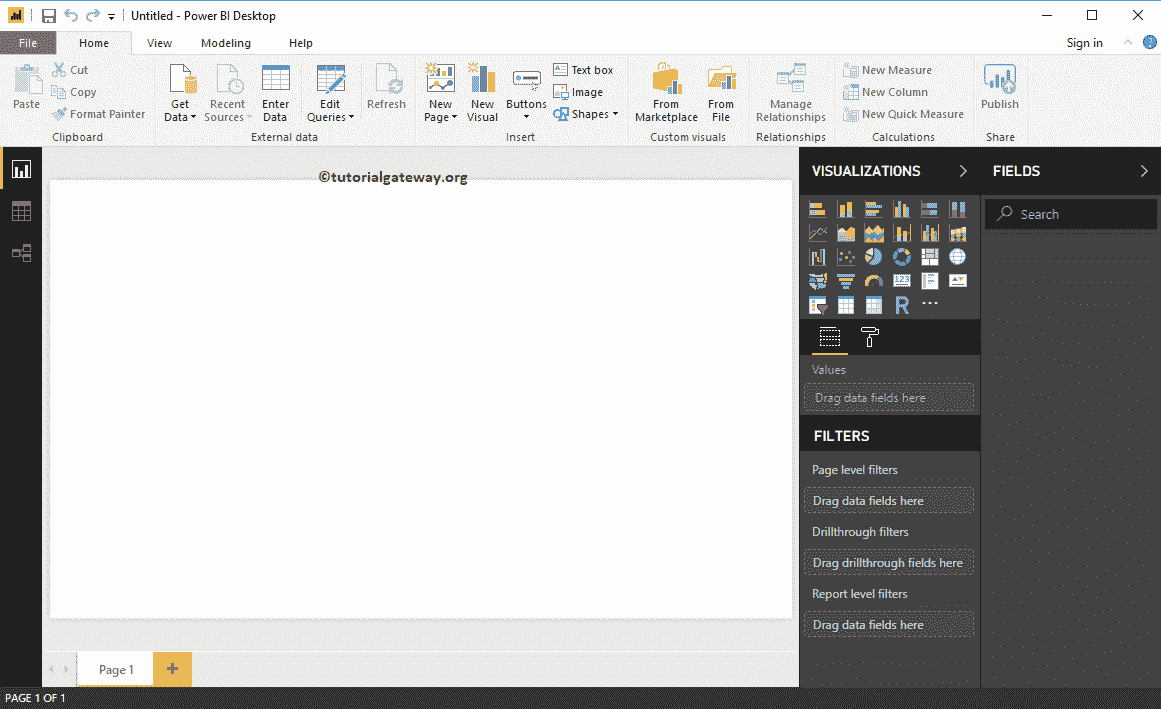 Untitled - Power BI Desktop
File Home View Modeling Help Sign in
Paste
Cut
Copy
Format Painter
Clipboard
Get Data
Recent Sources
Enter Data
Edit Queries
External data
Refresh
New Page
New Visual
Buttons
Text box
Image
Shapes
Insert
From Marketplace
From File
Custom visuals
Manage Relationships
Relationships
New Measure
New Column
New Quick Measure
Calculations
Publish
Share
©tutorialgateway.org
VISUALIZATIONS
123
R
Values
Drag data fields here
FILTERS
Page level filters
Drag data fields here
Drillthrough filters
Drag drillthrough fields here
Report level filters
Drag data fields here
FIELDS
Search
Page 1
PAGE 1 OF 1